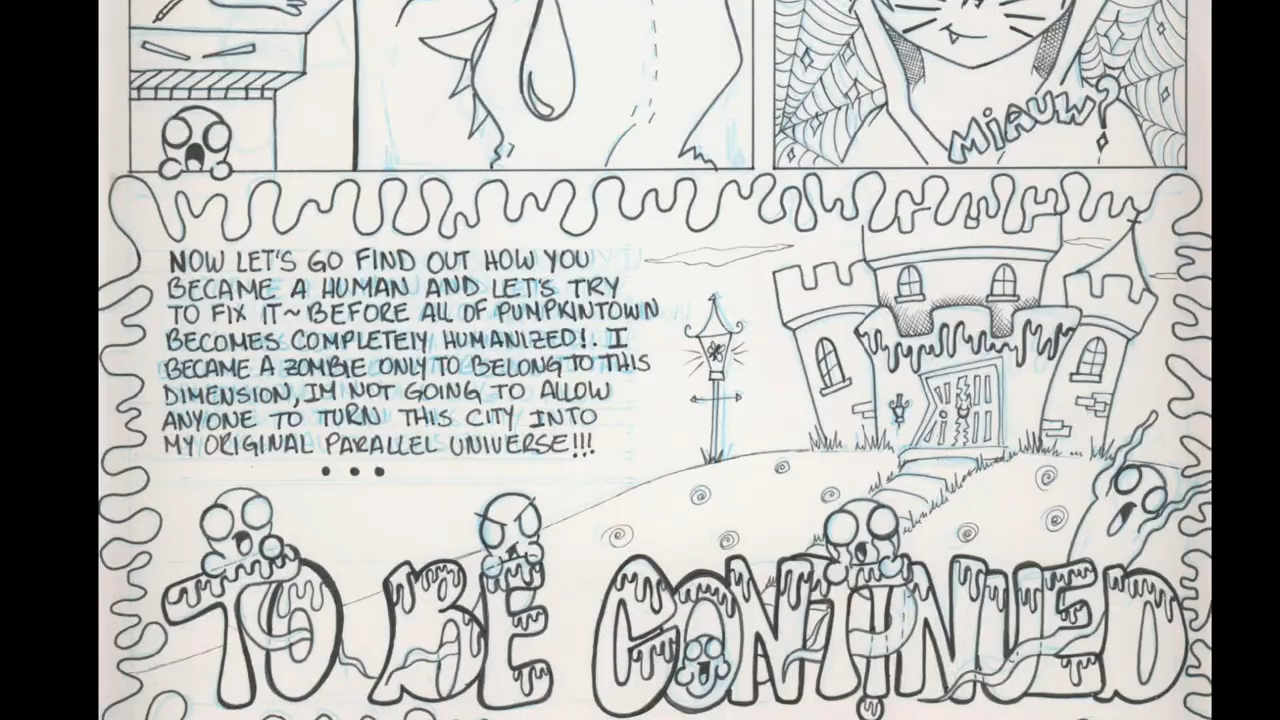 MIAUW?
NOW LET'S GO FIND OUT HOW YOU
BECAME A HUMAN AND LET'S TRY
TO FIX IT~ BEFORE ALL OF PUMPKINTOWN
BECOMES COMPLETELY HUMANIZED!. I
BECAME A ZOMBIE ONLY TO BELONG TO THIS
DIMENSION, IM NOT GOING TO ALLOW
ANYONE TO TURN THIS CITY INTO
MY ORIGINAL PARALLEL UNIVERSE!!!
...
TO BE CONTINUED